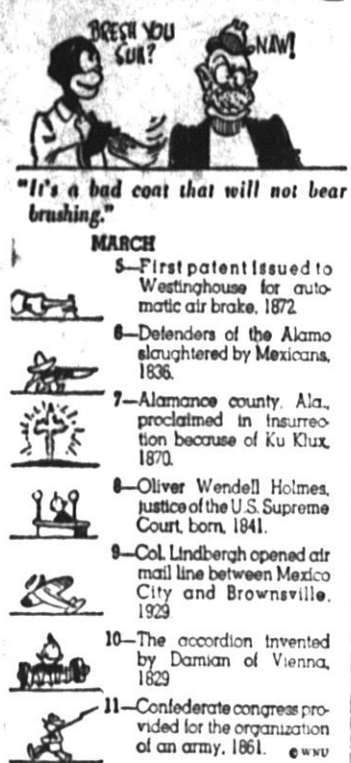 BRESH YOU
SUH?
NAW!
"It's a bad coat that will not bear
brushing."
MARCH
5—First patent issued to
Westinghouse for auto-
matic air brake, 1872
6—Defenders of the Alamo
slaughtered by Mexicans,
1836.
7—Alamance county, Ala.,
proclaimed in insurrec-
tion because of Ku Klux,
1870.
8—Oliver Wendell Holmes,
justice of the U.S. Supreme
Court, born, 1841.
9—Col. Lindbergh opened air
mail line between Mexico
City and Brownsville,
1929
10—The accordion invented
by Damian of Vienna,
1829
11—Confederate congress pro-
vided for the organization
of an army, 1861. © WNU